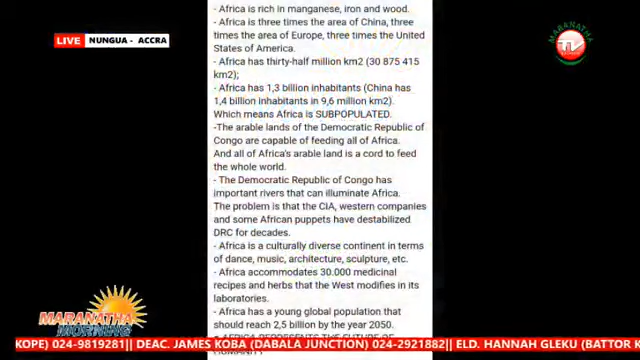 - Africa is rich in manganese, iron and wood.
- Africa is three times the area of China, three
times the area of Europe, three times the United
States of America.
- Africa has thirty-half million km2 (30 875 415
km2);
- Africa has 1,3 billion inhabitants (China has
1,4 billion inhabitants in 9,6 million km2).
Which means Africa is SUBPOPULATED.
-The arable lands of the Democratic Republic of
Congo are capable of feeding all of Africa.
And all of Africa's arable land is a cord to feed
the whole world.
- The Democratic Republic of Congo has
important rivers that can illuminate Africa.
The problem is that the CIA, western companies
and some African puppets have destabilized
DRC for decades.
- Africa is a culturally diverse continent in terms
of dance, music, architecture, sculpture, etc.
- Africa accommodates 30.000 medicinal
recipes and herbs that the West modifies in its
laboratories.
- Africa has a young global population that
should reach 2,5 billion by the year 2050.
- AFRICA REPRESENTS THE FUTURE OF
HUMANITY
LIVE NUNGUA - ACCRA
MARANATHA
TV
MARANATHA
MORNING
KOPE) 024-9819281|| DEAC. JAMES KOBA (DABALA JUNCTION) 024-2921882|| ELD. HANNAH GLEKU (BATTOR